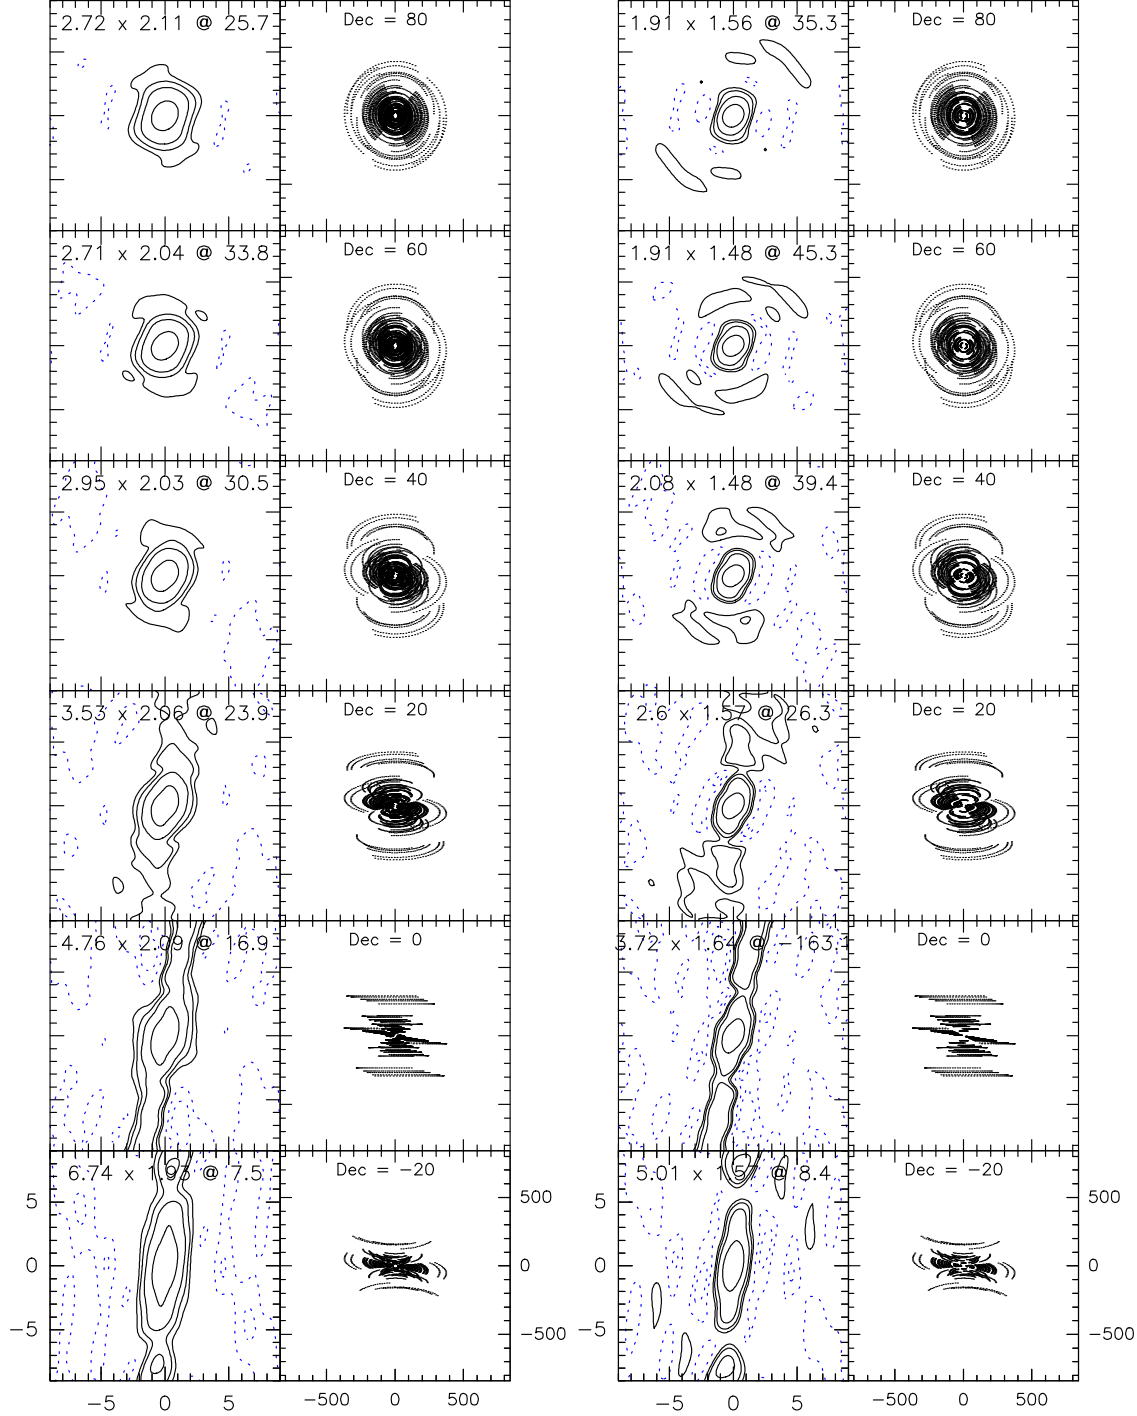 2.72 x 2.11 @ 25.7
Dec = 80
1.91 x 1.56 @ 35.3
Dec = 80
2.71 x 2.04 @ 33.8
Dec = 60
1.91 x 1.48 @ 45.3
Dec = 60
2.95 x 2.03 @ 30.5
Dec = 40
2.08 x 1.48 @ 39.4
Dec = 40
3.53 x 2.06 @ 23.9
Dec = 20
2.6 x 1.57 @ 26.3
Dec = 20
4.76 x 2.09 @ 16.9
Dec = 0
3.72 x 1.64 @ −163.1
Dec = 0
6.74 x 1.93 @ 7.5
Dec = −20
5.01 x 1.57 @ 8.4
Dec = −20
5
500
5
500
0
0
0
0
−5
−500
−5
−500
−5 0 5
−500 0 500
−5 0 5
−500 0 500